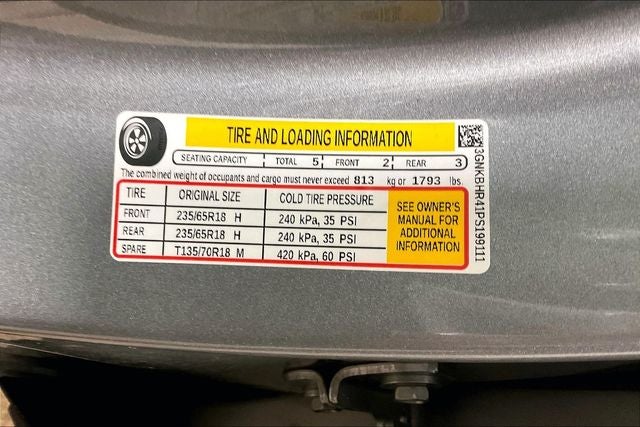 TIRE AND LOADING INFORMATION
SEATING CAPACITY TOTAL 5 FRONT 2 REAR 3
The combined weight of occupants and cargo must never exceed 813 kg or 1793 lbs.
TIRE ORIGINAL SIZE COLD TIRE PRESSURE
FRONT 235/65R18 H 240 kPa, 35 PSI
REAR 235/65R18 H 240 kPa, 35 PSI
SPARE T135/70R18 M 420 kPa, 60 PSI
SEE OWNER'S
MANUAL FOR
ADDITIONAL
INFORMATION
3GNKBHR41PS199111